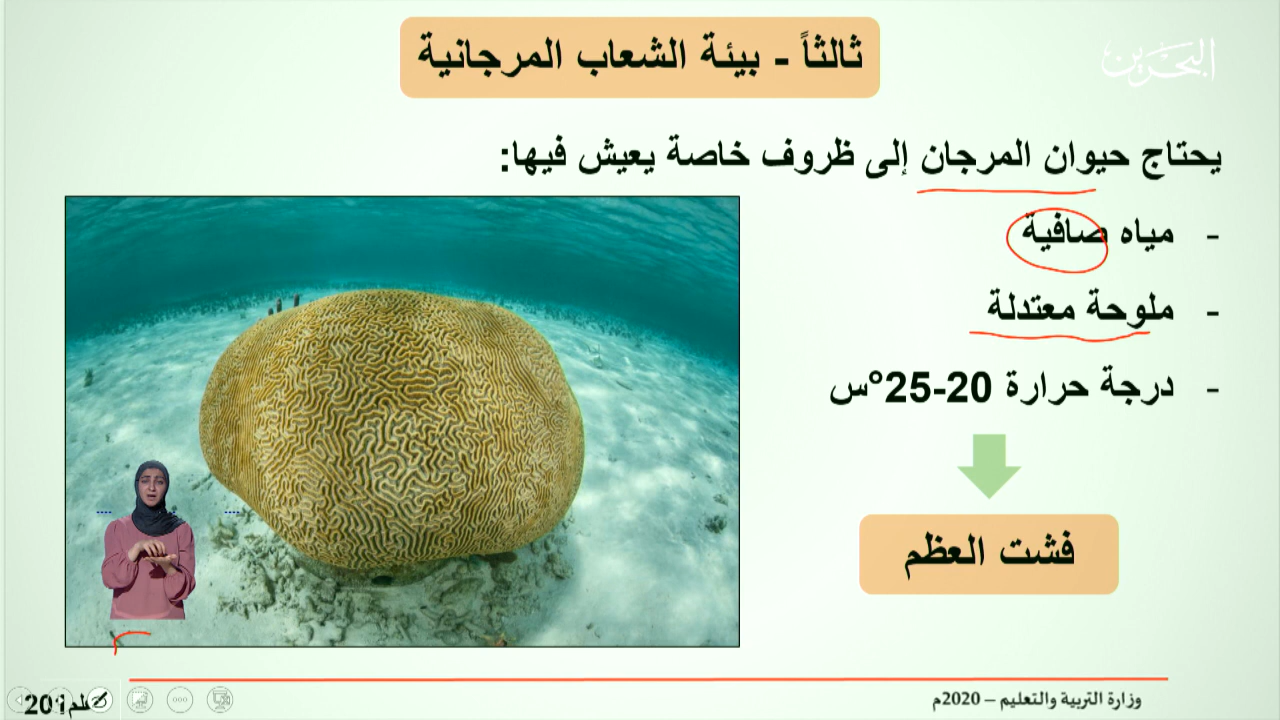 ثالثاً - بيئة الشعاب المرجانية
البحرين
يحتاج حيوان المرجان إلى ظروف خاصة يعيش فيها:
- مياه صافية
- ملوحة معتدلة
- درجة حرارة 20-25°س
فشت العظم
وزارة التربية والتعليم – 2020م